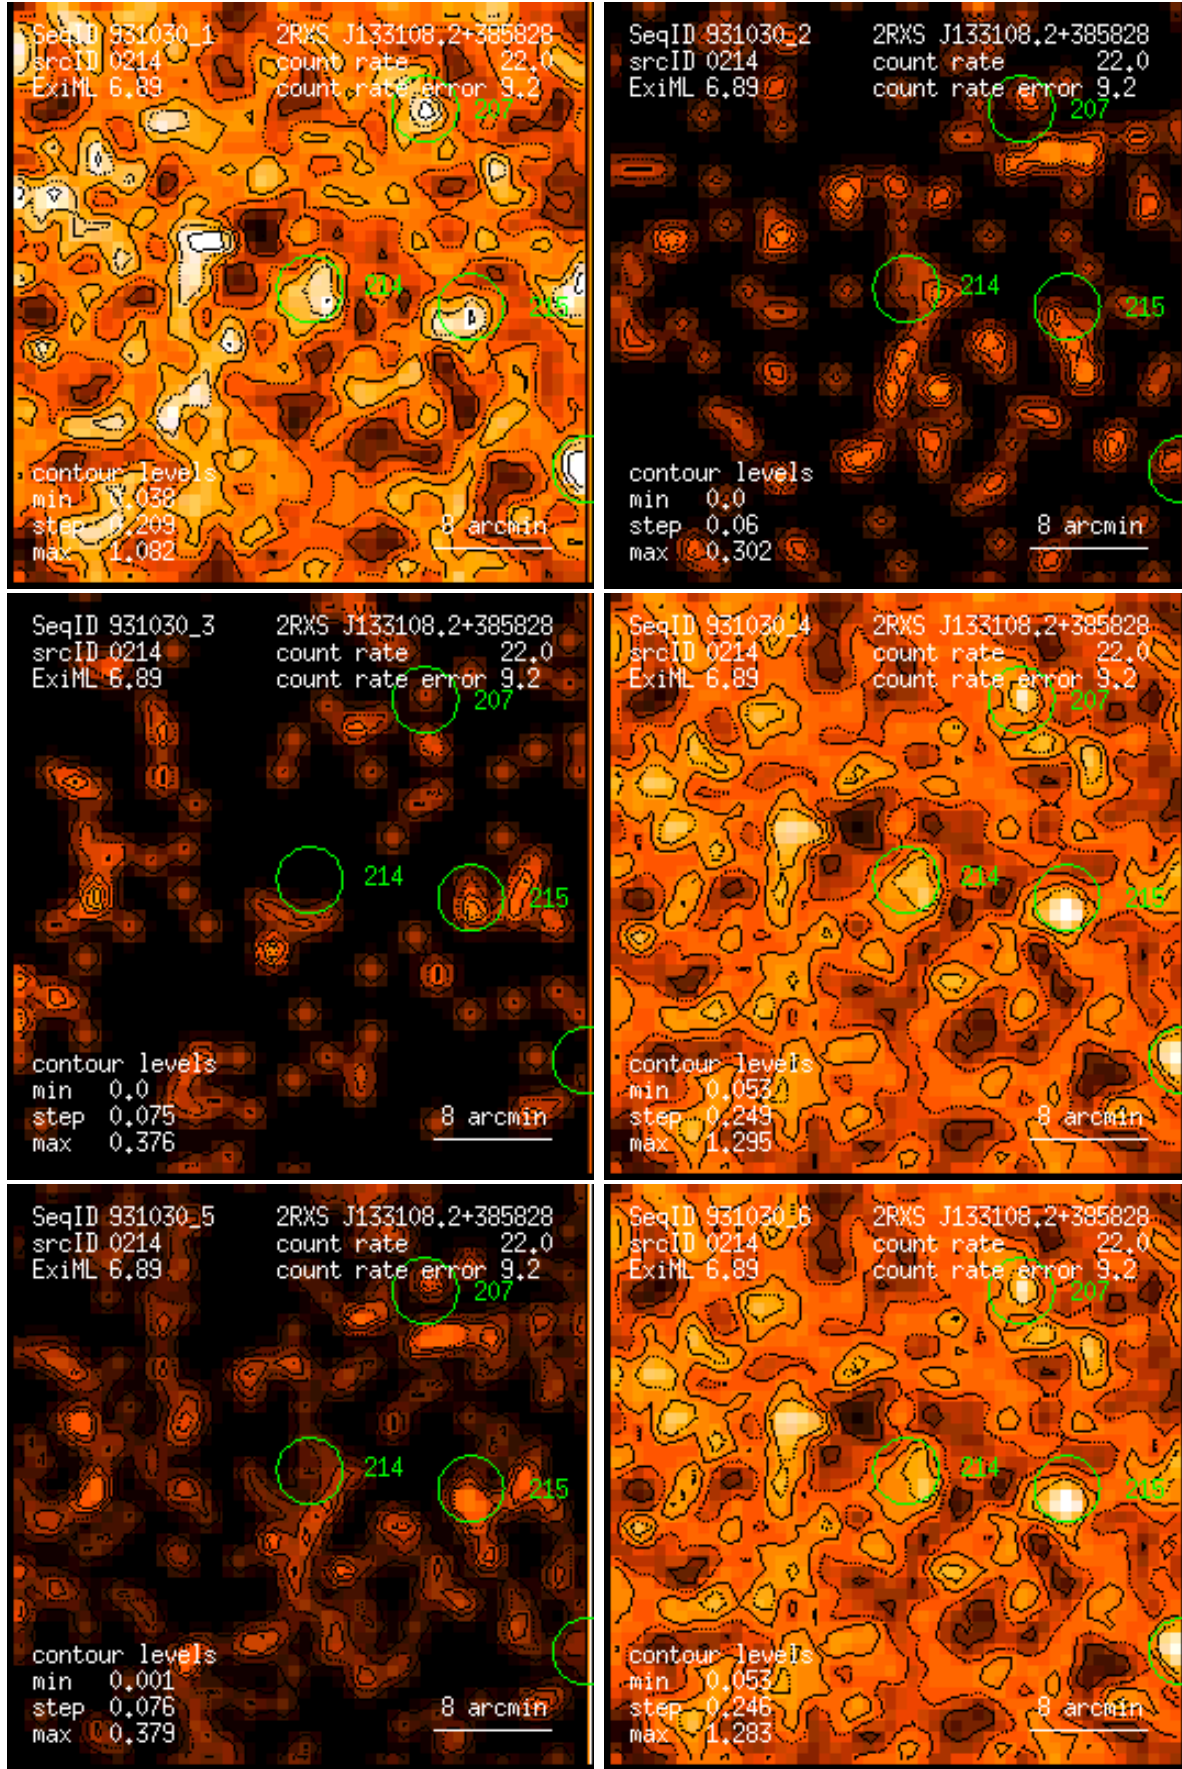 SeqID 931030_1 2RXS J133108.2+385828
srcID 0214 count rate 22.0
ExiML 6.89 count rate error 9.2
207
214
215
contour levels
min 0.038
step 0.209
max 1.082
8 arcmin
SeqID 931030_2 2RXS J133108.2+385828
srcID 0214 count rate 22.0
ExiML 6.89 count rate error 9.2
207
214
215
contour levels
min 0.0
step 0.06
max 0.302
8 arcmin
SeqID 931030_3 2RXS J133108.2+385828
srcID 0214 count rate 22.0
ExiML 6.89 count rate error 9.2
207
214
215
contour levels
min 0.0
step 0.075
max 0.376
8 arcmin
SeqID 931030_4 2RXS J133108.2+385828
srcID 0214 count rate 22.0
ExiML 6.89 count rate error 9.2
207
214
215
contour levels
min 0.053
step 0.249
max 1.295
8 arcmin
SeqID 931030_5 2RXS J133108.2+385828
srcID 0214 count rate 22.0
ExiML 6.89 count rate error 9.2
207
214
215
contour levels
min 0.001
step 0.076
max 0.379
8 arcmin
SeqID 931030_6 2RXS J133108.2+385828
srcID 0214 count rate 22.0
ExiML 6.89 count rate error 9.2
207
214
215
contour levels
min 0.053
step 0.246
max 1.283
8 arcmin